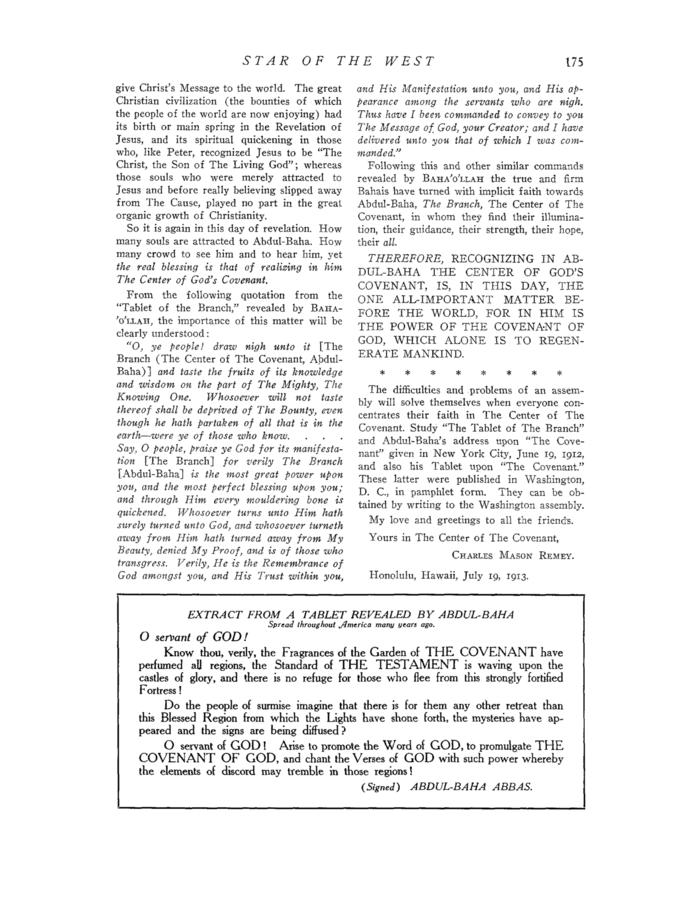 STAR OF THE WEST 175
give Christ's Message to the world. The great
Christian civilization (the bounties of which
the people of the world are now enjoying) had
its birth or main spring in the Revelation of
Jesus, and its spiritual quickening in those
who, like Peter, recognized Jesus to be "The
Christ, the Son of The Living God"; whereas
those souls who were merely attracted to
Jesus and before really believing slipped away
from The Cause, played no part in the great
organic growth of Christianity.
So it is again in this day of revelation. How
many souls are attracted to Abdul-Baha. How
many crowd to see him and to hear him, yet
the real blessing is that of realizing in him
The Center of God's Covenant.
From the following quotation from the
"Tablet of the Branch," revealed by BAHA-
'O'LLAH, the importance of this matter will be
clearly understood:
"O, ye people! draw nigh unto it [The
Branch (The Center of The Covenant, Abdul-
Baha)] and taste the fruits of its knowledge
and wisdom on the part of The Mighty, The
Knowing One. Whosoever will not taste
thereof shall be deprived of The Bounty, even
though he hath partaken of all that is in the
earth—were ye of those who know. . . .
Say, O people, praise ye God for its manifesta-
tion [The Branch] for verily The Branch
[Abdul-Baha] is the most great power upon
you, and the most perfect blessing upon you;
and through Him every mouldering bone is
quickened. Whosoever turns unto Him hath
surely turned unto God, and whosoever turneth
away from Him hath turned away from My
Beauty, denied My Proof, and is of those who
transgress. Verily, He is the Remembrance of
God amongst you, and His Trust within you,
and His Manifestation unto you, and His ap-
pearance among the servants who are nigh.
Thus have I been commanded to convey to you
The Message of God, your Creator; and I have
delivered unto you that of which I was com-
manded."
Following this and other similar commands
revealed by BAHA'O'LLAH the true and firm
Bahais have turned with implicit faith towards
Abdul-Baha, The Branch, The Center of The
Covenant, in whom they find their illumina-
tion, their guidance, their strength, their hope,
their all.
THEREFORE, RECOGNIZING IN AB-
DUL-BAHA THE CENTER OF GOD'S
COVENANT, IS, IN THIS DAY, THE
ONE ALL-IMPORTANT MATTER BE-
FORE THE WORLD, FOR IN HIM IS
THE POWER OF THE COVENANT OF
GOD, WHICH ALONE IS TO REGEN-
ERATE MANKIND.
* * * * * * * *
The difficulties and problems of an assem-
bly will solve themselves when everyone con-
centrates their faith in The Center of The
Covenant. Study "The Tablet of The Branch"
and Abdul-Baha's address upon "The Cove-
nant" given in New York City, June 19, 1912,
and also his Tablet upon "The Covenant."
These latter were published in Washington,
D. C., in pamphlet form. They can be ob-
tained by writing to the Washington assembly.
My love and greetings to all the friends.
Yours in The Center of The Covenant,
CHARLES MASON REMEY.
Honolulu, Hawaii, July 19, 1913.
EXTRACT FROM A TABLET REVEALED BY ABDUL-BAHA
Spread throughout America many years ago.
O servant of GOD!
Know thou, verily, the Fragrances of the Garden of THE COVENANT have
perfumed all regions, the Standard of THE TESTAMENT is waving upon the
castles of glory, and there is no refuge for those who flee from this strongly fortified
Fortress!
Do the people of surmise imagine that there is for them any other retreat than
this Blessed Region from which the Lights have shone forth, the mysteries have ap-
peared and the signs are being diffused?
O servant of GOD! Arise to promote the Word of GOD, to promulgate THE
COVENANT OF GOD, and chant the Verses of GOD with such power whereby
the elements of discord may tremble in those regions!
(Signed) ABDUL-BAHA ABBAS.